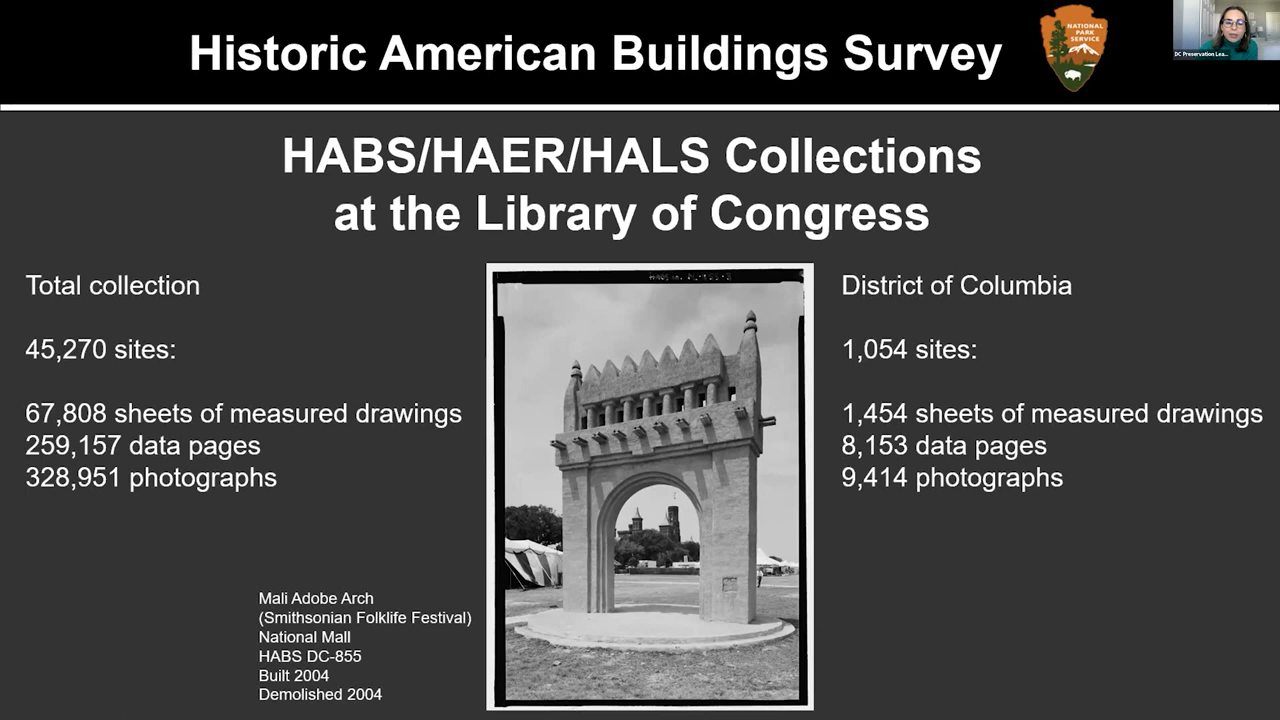 Historic American Buildings Survey
NATIONAL
PARK
SERVICE
DC Preservation Lea...
HABS/HAER/HALS Collections
at the Library of Congress
Total collection
45,270 sites:
67,808 sheets of measured drawings
259,157 data pages
328,951 photographs
District of Columbia
1,054 sites:
1,454 sheets of measured drawings
8,153 data pages
9,414 photographs
Mali Adobe Arch
(Smithsonian Folklife Festival)
National Mall
HABS DC-855
Built 2004
Demolished 2004